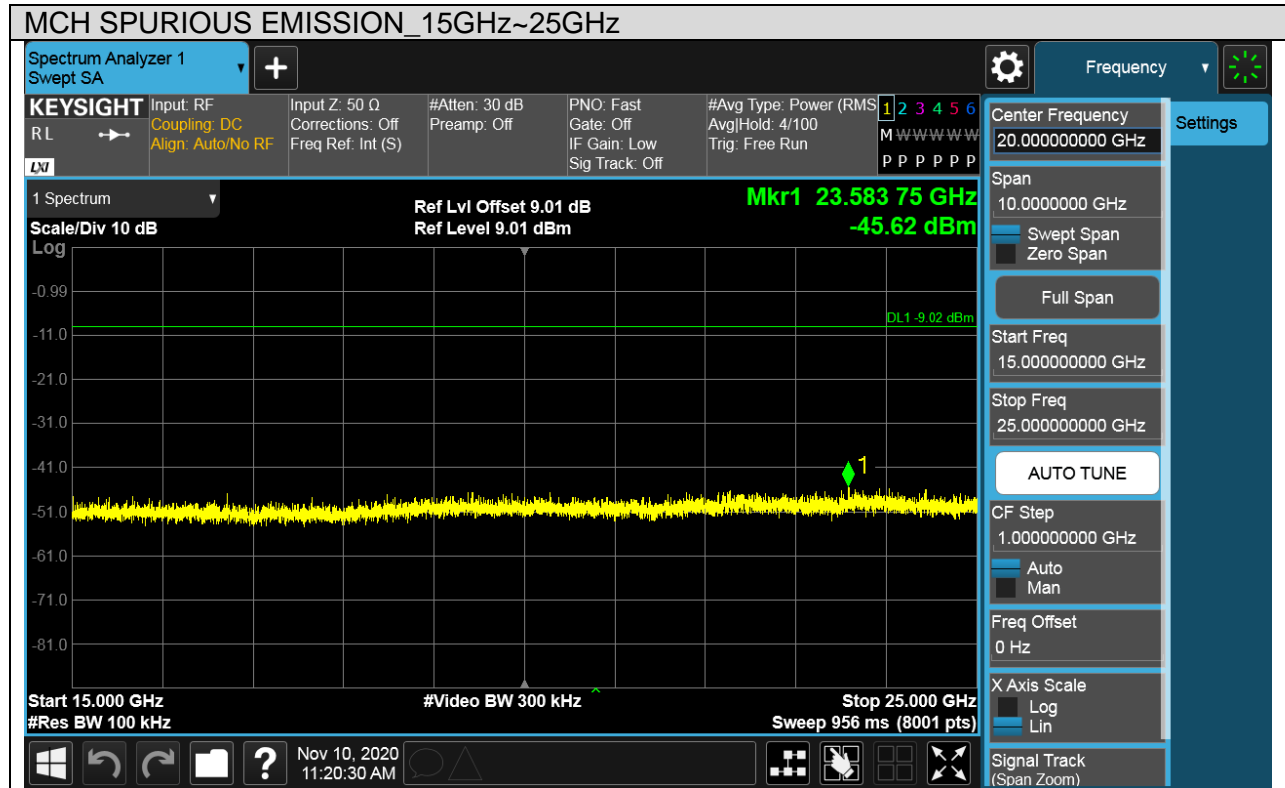 MCH SPURIOUS EMISSION_15GHz~25GHz
Spectrum Analyzer 1
Swept SA
Frequency
KEYSIGHT
RL
LXI
Input: RF
Coupling: DC
Align: Auto/No RF
Input Z: 50 Ω
Corrections: Off
Freq Ref: Int (S)
#Atten: 30 dB
Preamp: Off
PNO: Fast
Gate: Off
IF Gain: Low
Sig Track: Off
#Avg Type: Power (RMS
Avg|Hold: 4/100
Trig: Free Run
1 2 3 4 5 6
M W W W W W
P P P P P P
1 Spectrum
Scale/Div 10 dB
Ref Lvl Offset 9.01 dB
Ref Level 9.01 dBm
Mkr1 23.583 75 GHz
-45.62 dBm
Log
-0.99
DL1 -9.02 dBm
-11.0
-21.0
-31.0
-41.0
1
-51.0
-61.0
-71.0
-81.0
Start 15.000 GHz
#Video BW 300 kHz
Stop 25.000 GHz
#Res BW 100 kHz
Sweep 956 ms (8001 pts)
Nov 10, 2020
11:20:30 AM
Center Frequency
20.000000000 GHz
Settings
Span
10.0000000 GHz
Swept Span
Zero Span
Full Span
Start Freq
15.000000000 GHz
Stop Freq
25.000000000 GHz
AUTO TUNE
CF Step
1.000000000 GHz
Auto
Man
Freq Offset
0 Hz
X Axis Scale
Log
Lin
Signal Track
(Span Zoom)